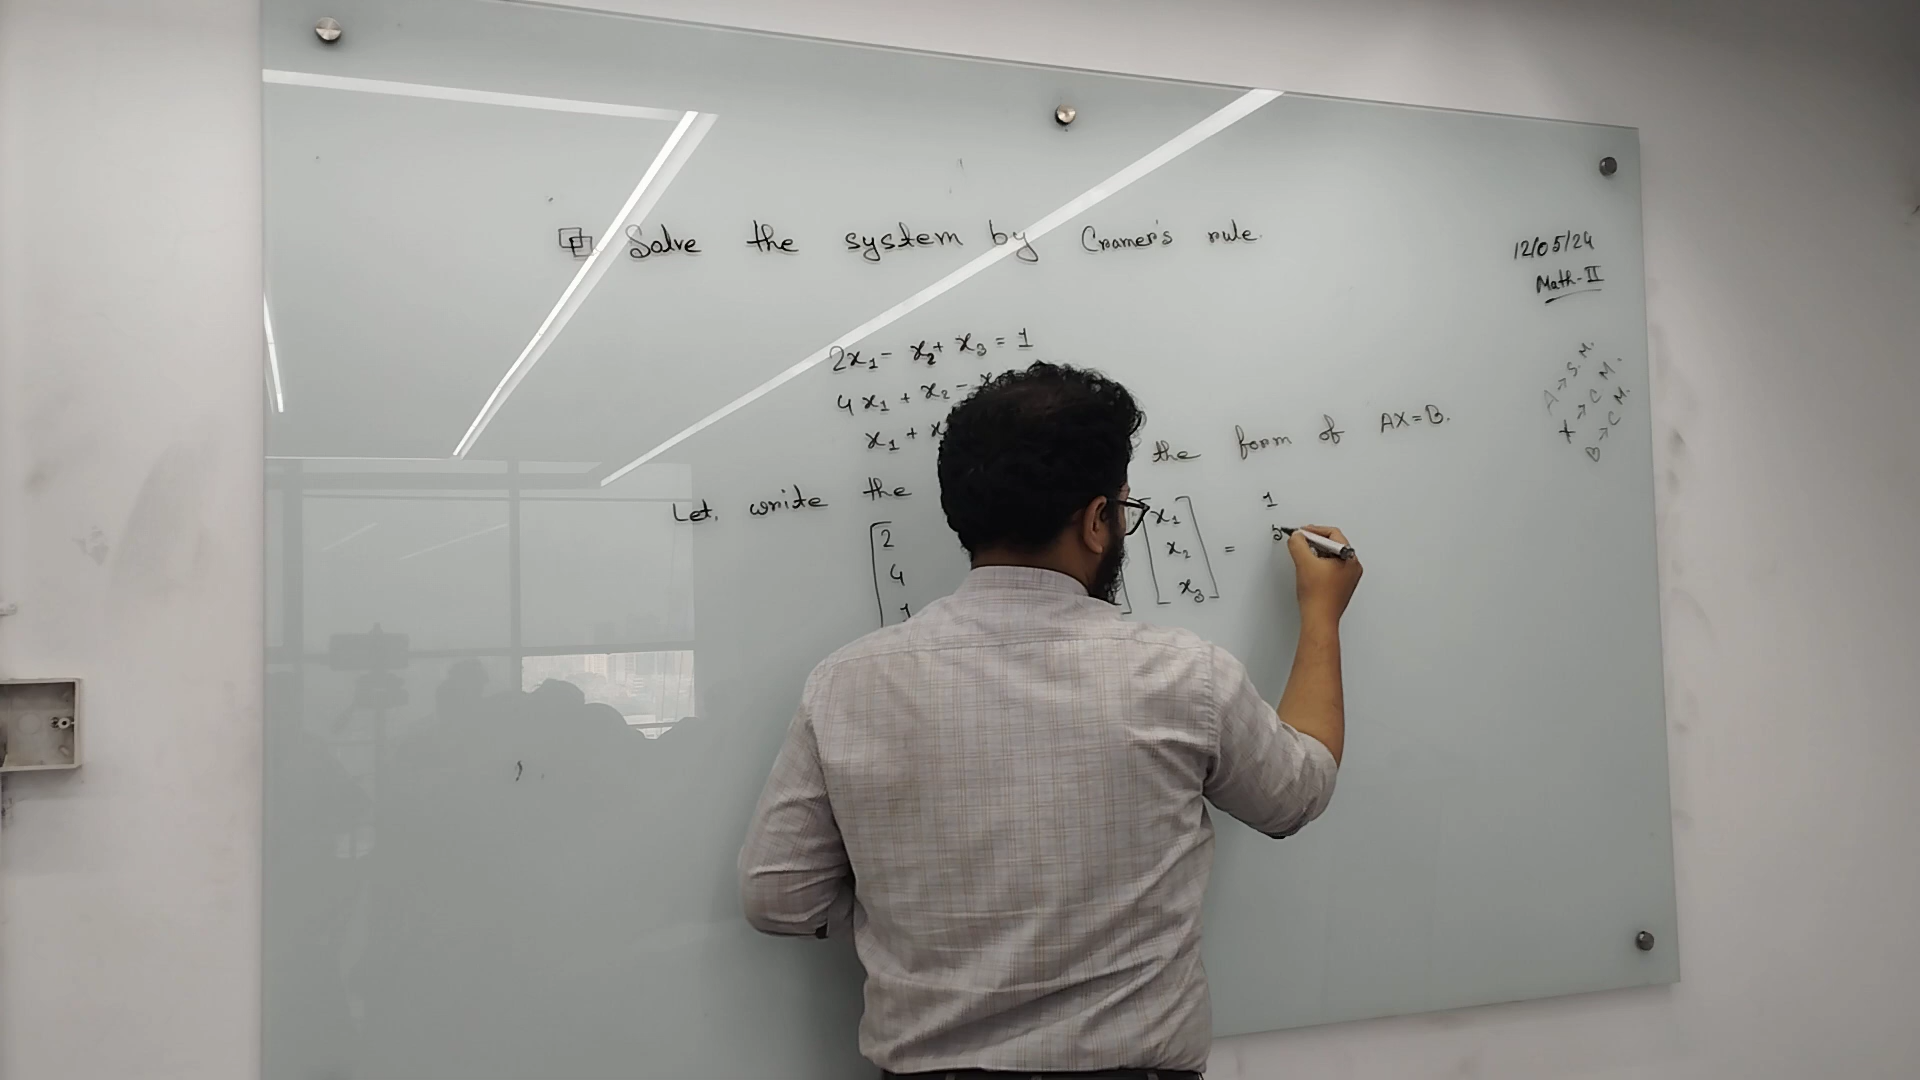 Solve the system by Cramer's rule.
12/05/24
Math-II
2x₁ - x₂ + x₃ = 1
4x₁ + x₂ -
x₁ +
A → S. M.
X → C M.
B → C M.
Let, write the the form of AX = B.
2 x₁ 1
4 x₂ = 5
1 x₃